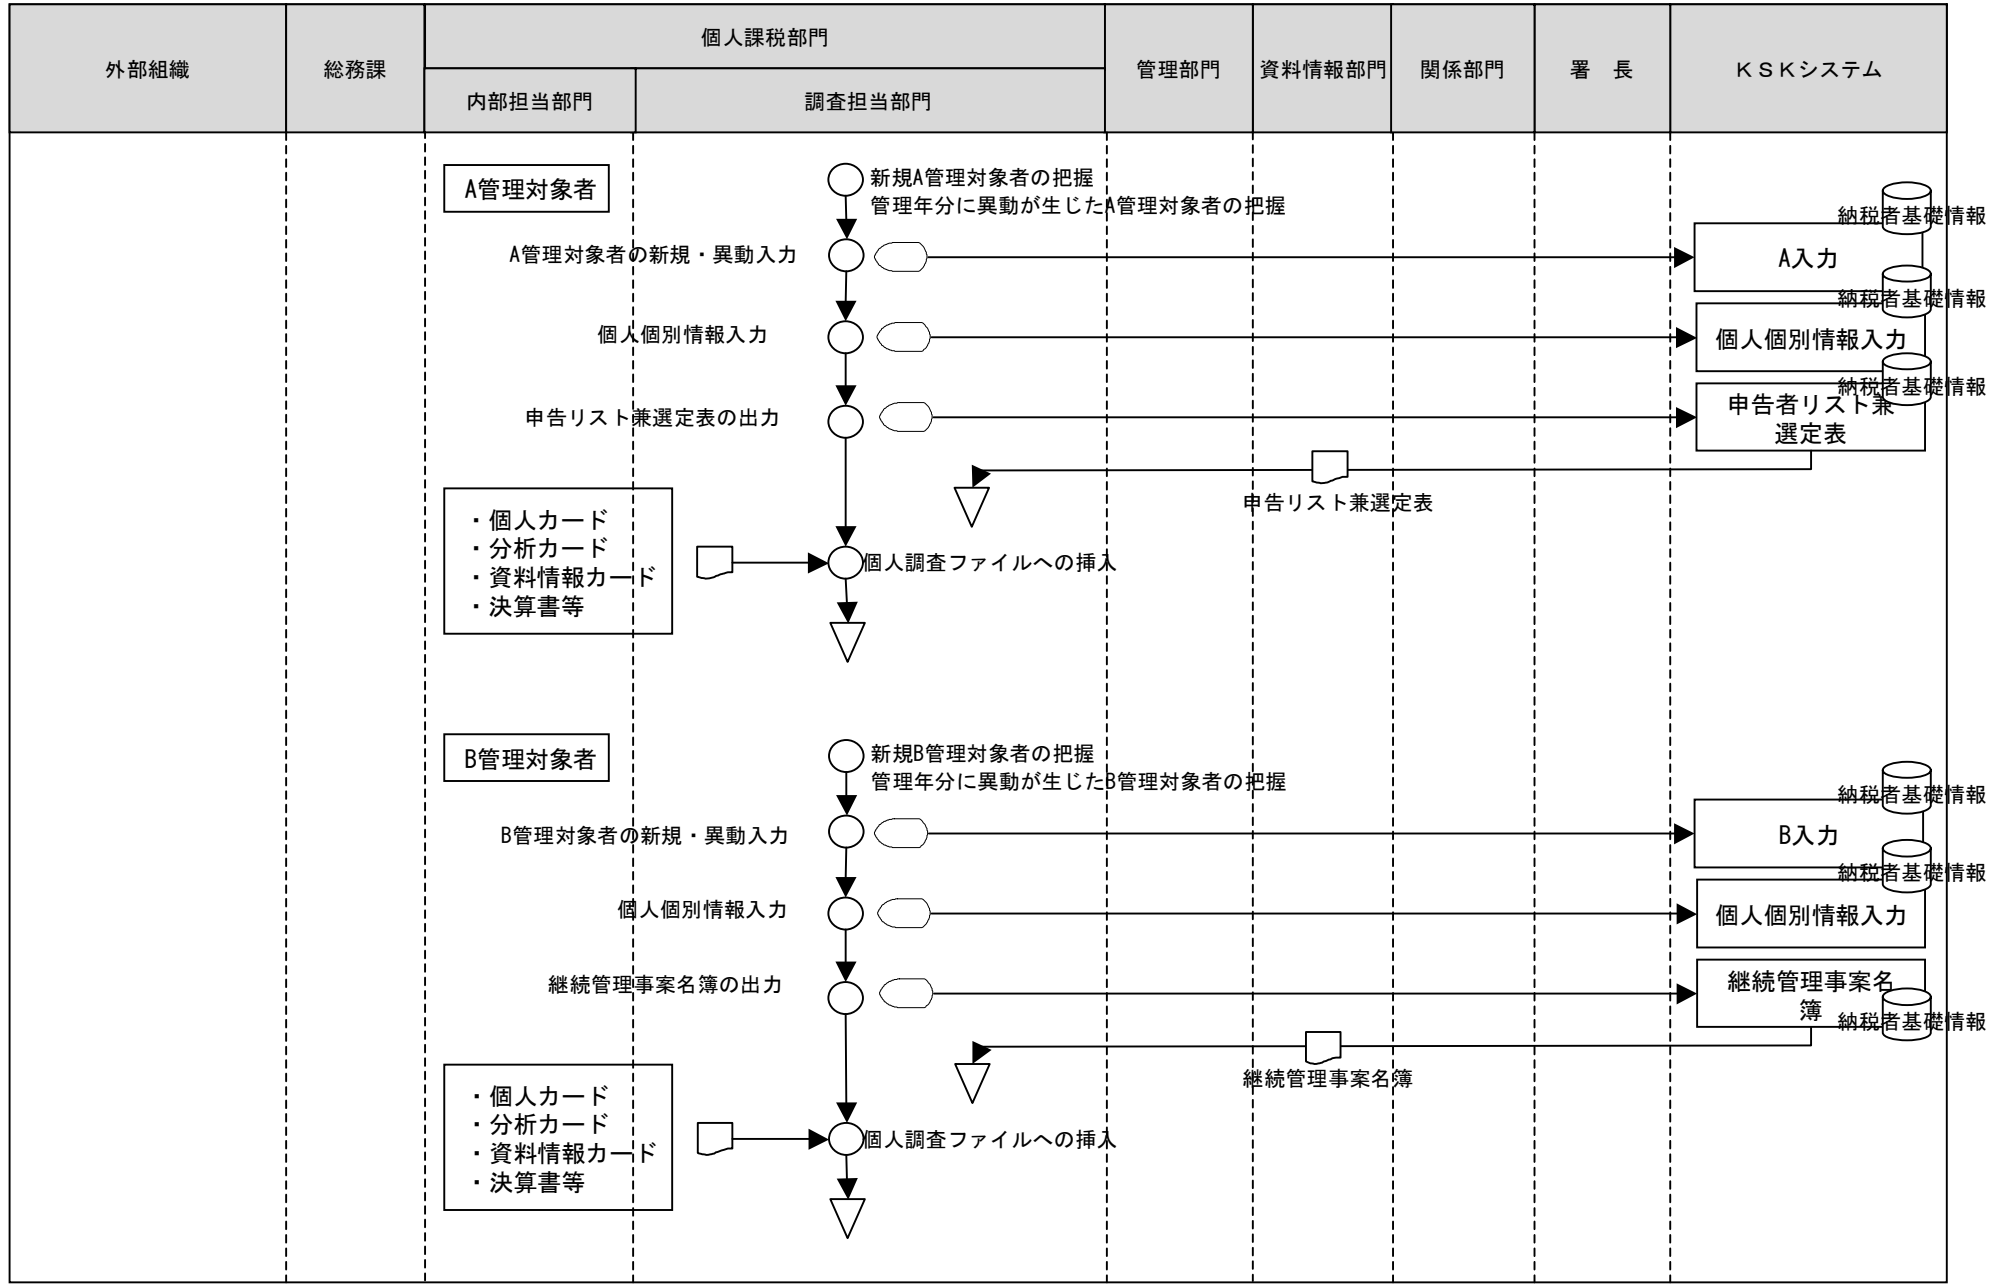 外部組織
総務課
個人課税部門
内部担当部門
調査担当部門
管理部門
資料情報部門
関係部門
署　長
ＫＳＫシステム
A管理対象者
新規A管理対象者の把握
管理年分に異動が生じたA管理対象者の把握
納税者基礎情報
A管理対象者の新規・異動入力
A入力
納税者基礎情報
個人個別情報入力
個人個別情報入力
納税者基礎情報
申告リスト兼選定表の出力
申告者リスト兼
選定表
申告リスト兼選定表
・個人カード
・分析カード
・資料情報カード
・決算書等
個人調査ファイルへの挿入
B管理対象者
新規B管理対象者の把握
管理年分に異動が生じたB管理対象者の把握
納税者基礎情報
B管理対象者の新規・異動入力
B入力
納税者基礎情報
個人個別情報入力
個人個別情報入力
継続管理事案名簿の出力
継続管理事案名
簿
納税者基礎情報
継続管理事案名簿
・個人カード
・分析カード
・資料情報カード
・決算書等
個人調査ファイルへの挿入